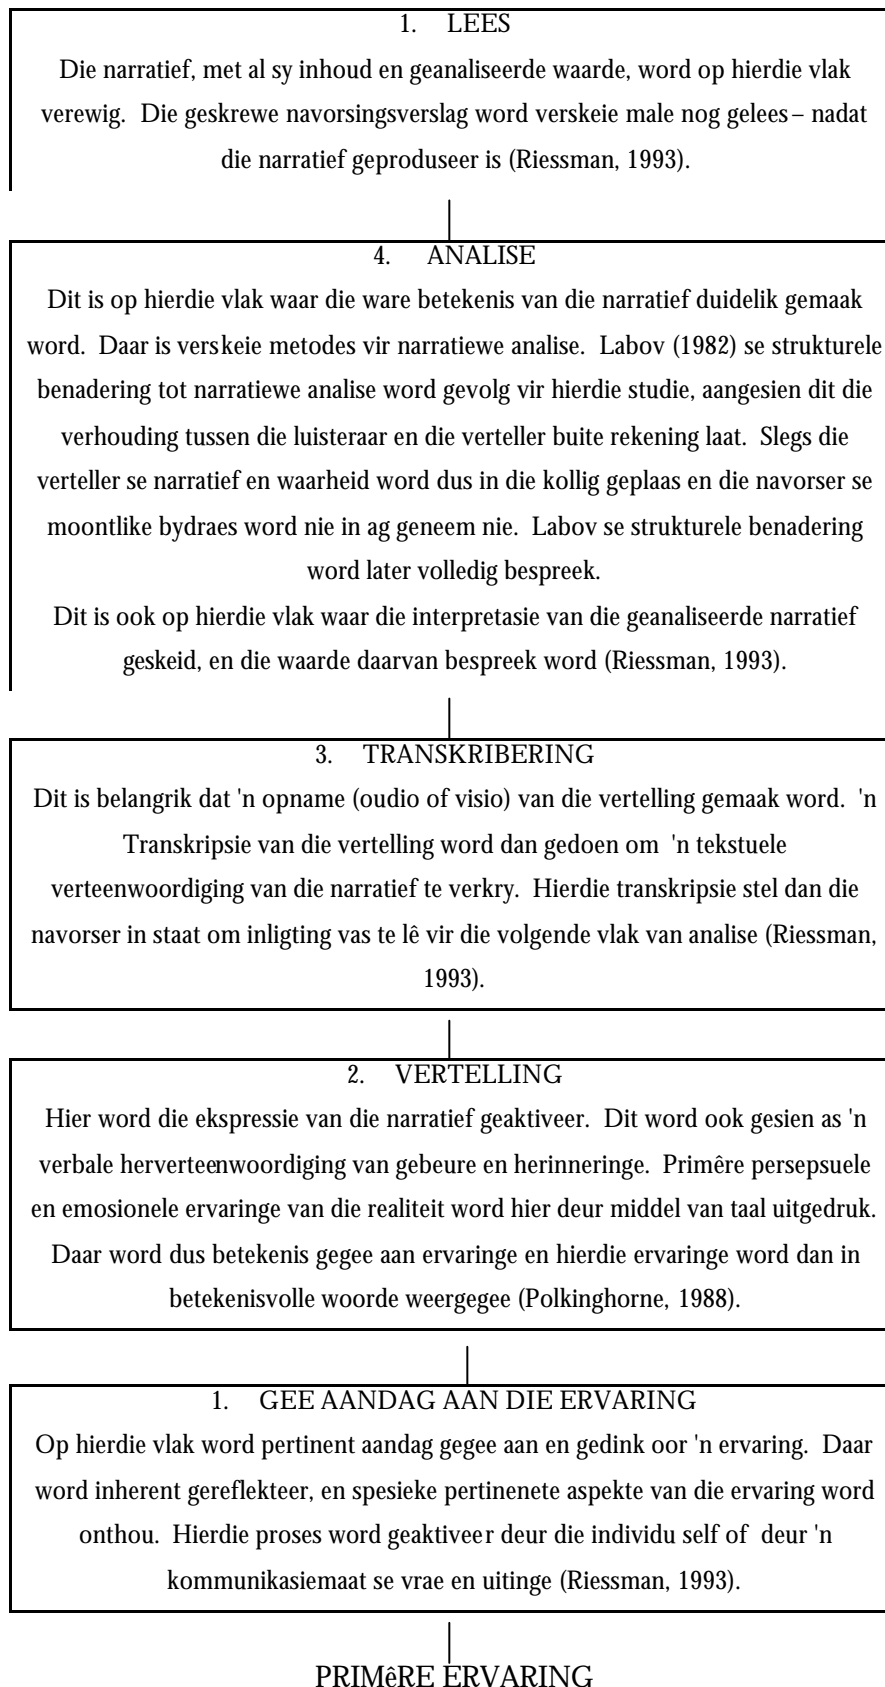 1. LEES
Die narratief, met al sy inhoud en geanaliseerde waarde, word op hierdie vlak
verewig. Die geskrewe navorsingsverslag word verskeie male nog gelees – nadat
die narratief geproduseer is (Riessman, 1993).
4. ANALISE
Dit is op hierdie vlak waar die ware betekenis van die narratief duidelik gemaak
word. Daar is verskeie metodes vir narratiewe analise. Labov (1982) se strukturele
benadering tot narratiewe analise word gevolg vir hierdie studie, aangesien dit die
verhouding tussen die luisteraar en die verteller buite rekening laat. Slegs die
verteller se narratief en waarheid word dus in die kollig geplaas en die navorser se
moontlike bydraes word nie in ag geneem nie. Labov se strukturele benadering
word later volledig bespreek.
Dit is ook op hierdie vlak waar die interpretasie van die geanaliseerde narratief
geskeid, en die waarde daarvan bespreek word (Riessman, 1993).
3. TRANSKRIBERING
Dit is belangrik dat 'n opname (oudio of visio) van die vertelling gemaak word. 'n
Transkripsie van die vertelling word dan gedoen om 'n tekstuele
verteenwoordiging van die narratief te verkry. Hierdie transkripsie stel dan die
navorser in staat om inligting vas te lê vir die volgende vlak van analise (Riessman,
1993).
2. VERTELLING
Hier word die ekspressie van die narratief geaktiveer. Dit word ook gesien as 'n
verbale herverteenwoordiging van gebeure en herinneringe. Primêre persepsuele
en emosionele ervaringe van die realiteit word hier deur middel van taal uitgedruk.
Daar word dus betekenis gegee aan ervaringe en hierdie ervaringe word dan in
betekenisvolle woorde weergegee (Polkinghorne, 1988).
1. GEE AANDAG AAN DIE ERVARING
Op hierdie vlak word pertinent aandag gegee aan en gedink oor 'n ervaring. Daar
word inherent gereflekteer, en spesieke pertinenete aspekte van die ervaring word
onthou. Hierdie proses word geaktiveer deur die individu self of deur 'n
kommunikasiemaat se vrae en uitinge (Riessman, 1993).
PRIMêRE ERVARING